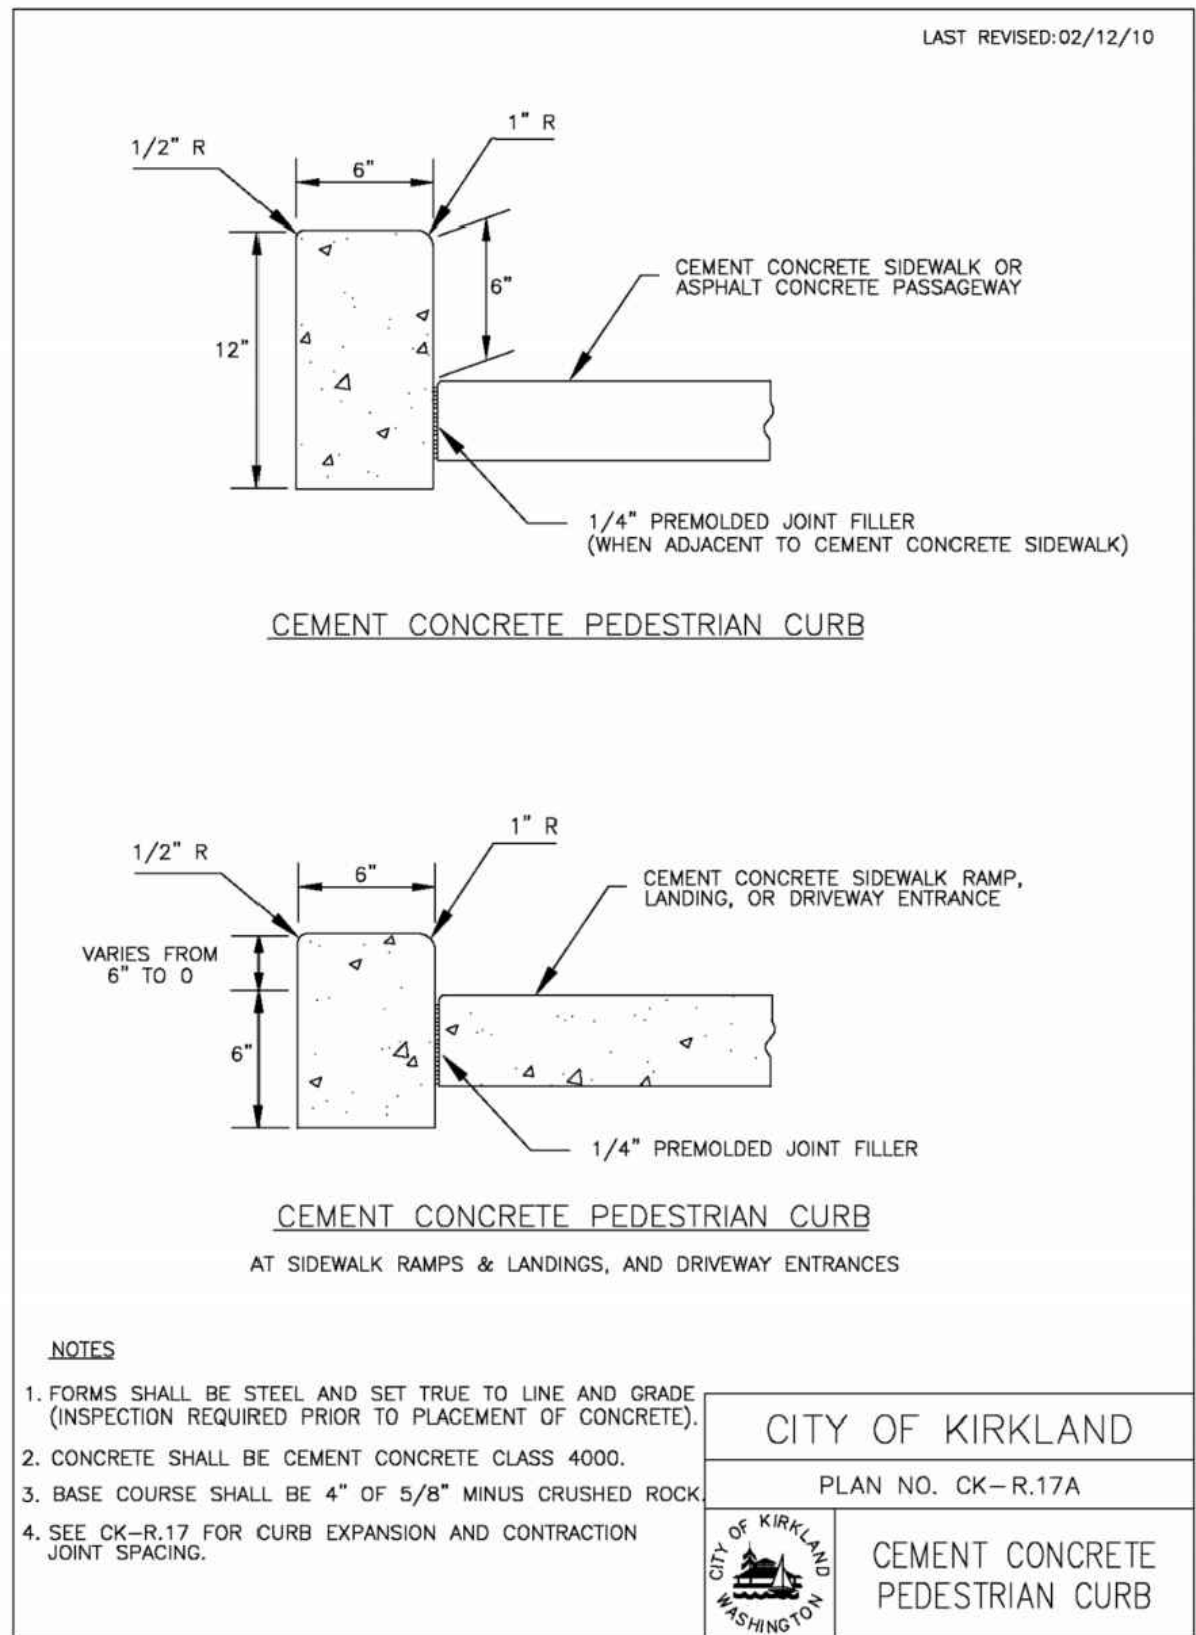 LAST REVISED:02/12/10
1/2" R
1" R
6"
6"
12"
CEMENT CONCRETE SIDEWALK OR
ASPHALT CONCRETE PASSAGEWAY
1/4" PREMOLDED JOINT FILLER
(WHEN ADJACENT TO CEMENT CONCRETE SIDEWALK)
CEMENT CONCRETE PEDESTRIAN CURB
1/2" R
1" R
6"
VARIES FROM
6" TO 0
6"
CEMENT CONCRETE SIDEWALK RAMP,
LANDING, OR DRIVEWAY ENTRANCE
1/4" PREMOLDED JOINT FILLER
CEMENT CONCRETE PEDESTRIAN CURB
AT SIDEWALK RAMPS & LANDINGS, AND DRIVEWAY ENTRANCES
NOTES
1. FORMS SHALL BE STEEL AND SET TRUE TO LINE AND GRADE
(INSPECTION REQUIRED PRIOR TO PLACEMENT OF CONCRETE).
2. CONCRETE SHALL BE CEMENT CONCRETE CLASS 4000.
3. BASE COURSE SHALL BE 4" OF 5/8" MINUS CRUSHED ROCK.
4. SEE CK-R.17 FOR CURB EXPANSION AND CONTRACTION
JOINT SPACING.
CITY OF KIRKLAND
PLAN NO. CK-R.17A
CITY OF KIRKLAND
WASHINGTON
CEMENT CONCRETE
PEDESTRIAN CURB